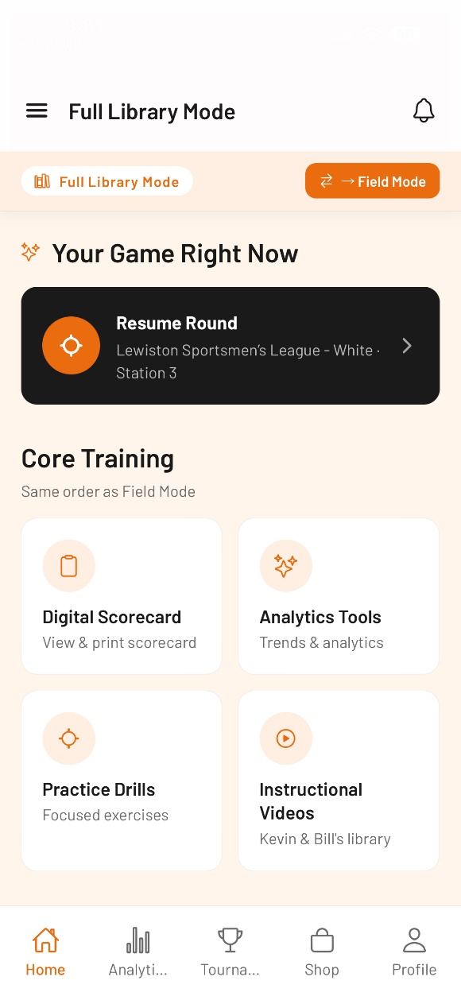 Full Library Mode
Full Library Mode
→ Field Mode
Your Game Right Now
Resume Round
Lewiston Sportsmen's League - White ·
Station 3
Core Training
Same order as Field Mode
Digital Scorecard
View & print scorecard
Analytics Tools
Trends & analytics
Practice Drills
Focused exercises
Instructional
Videos
Kevin & Bill's library
Home
Analyti...
Tourna...
Shop
Profile